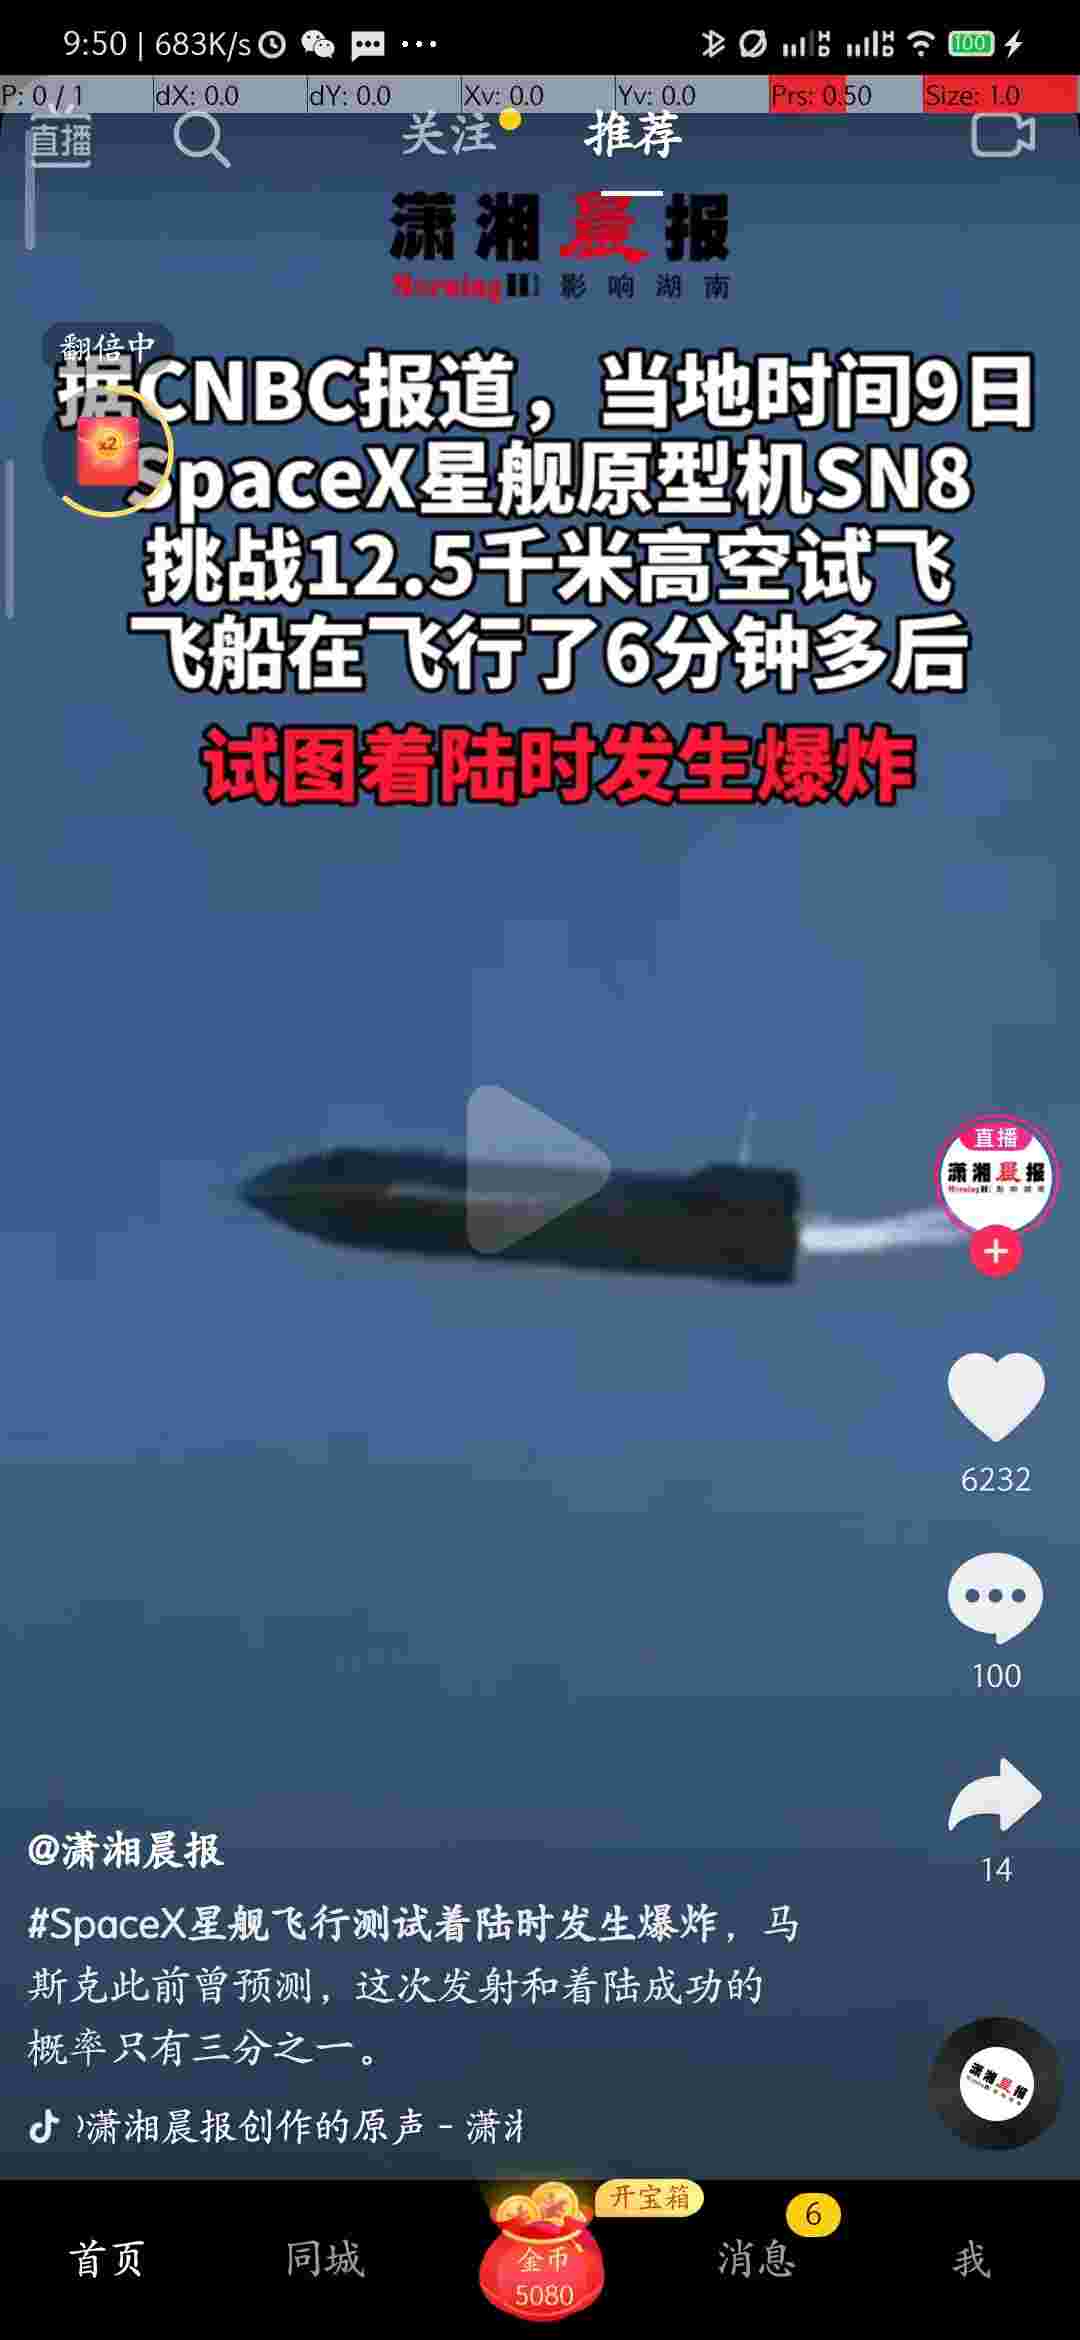 9:50 | 683K/s
100
P: 0 / 1 dX: 0.0 dY: 0.0 Xv: 0.0 Yv: 0.0 Prs: 0.50 Size: 1.0
直播 关注 推荐
潇湘晨报
Morning 影响湖南
翻倍中
据CNBC报道，当地时间9日
x2
SpaceX星舰原型机SN8
挑战12.5千米高空试飞
飞船在飞行了6分钟多后
试图着陆时发生爆炸
直播
潇湘晨报
6232
100
14
@潇湘晨报
#SpaceX星舰飞行测试着陆时发生爆炸，马
斯克此前曾预测，这次发射和着陆成功的
概率只有三分之一。
潇湘晨报
潇湘晨报创作的原声 - 潇
开宝箱
6
首页 同城 金币 消息 我
5080